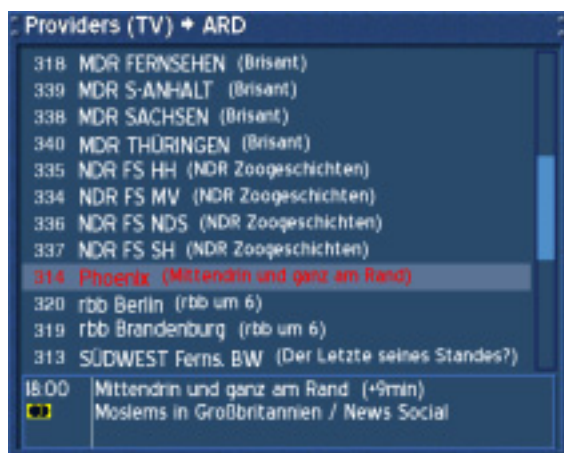 Providers (TV) → ARD
318 MDR FERNSEHEN (Brisant)
339 MDR S-ANHALT (Brisant)
338 MDR SACHSEN (Brisant)
340 MDR THÜRINGEN (Brisant)
335 NDR FS HH (NDR Zoogeschichten)
334 NDR FS MV (NDR Zoogeschichten)
336 NDR FS NDS (NDR Zoogeschichten)
337 NDR FS SH (NDR Zoogeschichten)
314 Phoenix (Mittendrin und ganz am Rand)
320 rbb Berlin (rbb um 6)
319 rbb Brandenburg (rbb um 6)
313 SÜDWEST Ferns. BW (Der Letzte seines Standes?)
18:00 Mittendrin und ganz am Rand (+9min)
Moslems in Großbritannien / News Social